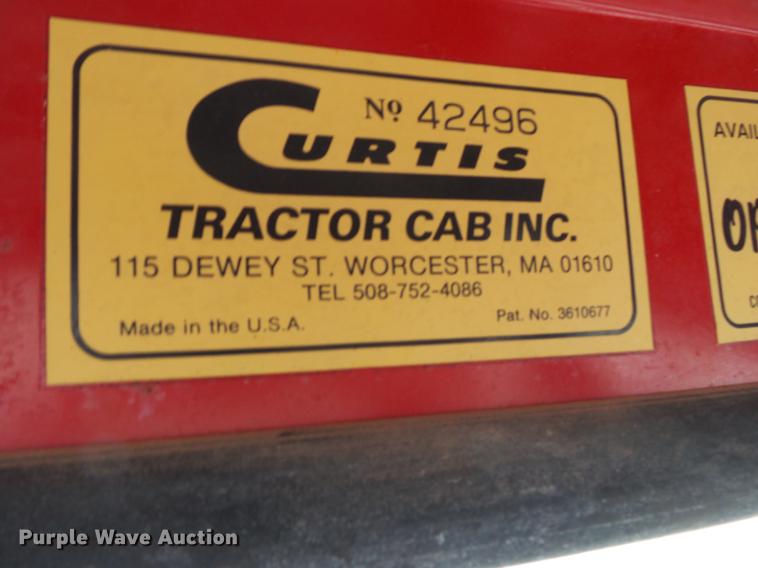 Nº 42496
CURTIS
TRACTOR CAB INC.
115 DEWEY ST. WORCESTER, MA 01610
TEL 508-752-4086
Made in the U.S.A.
Pat. No. 3610677
Purple Wave Auction